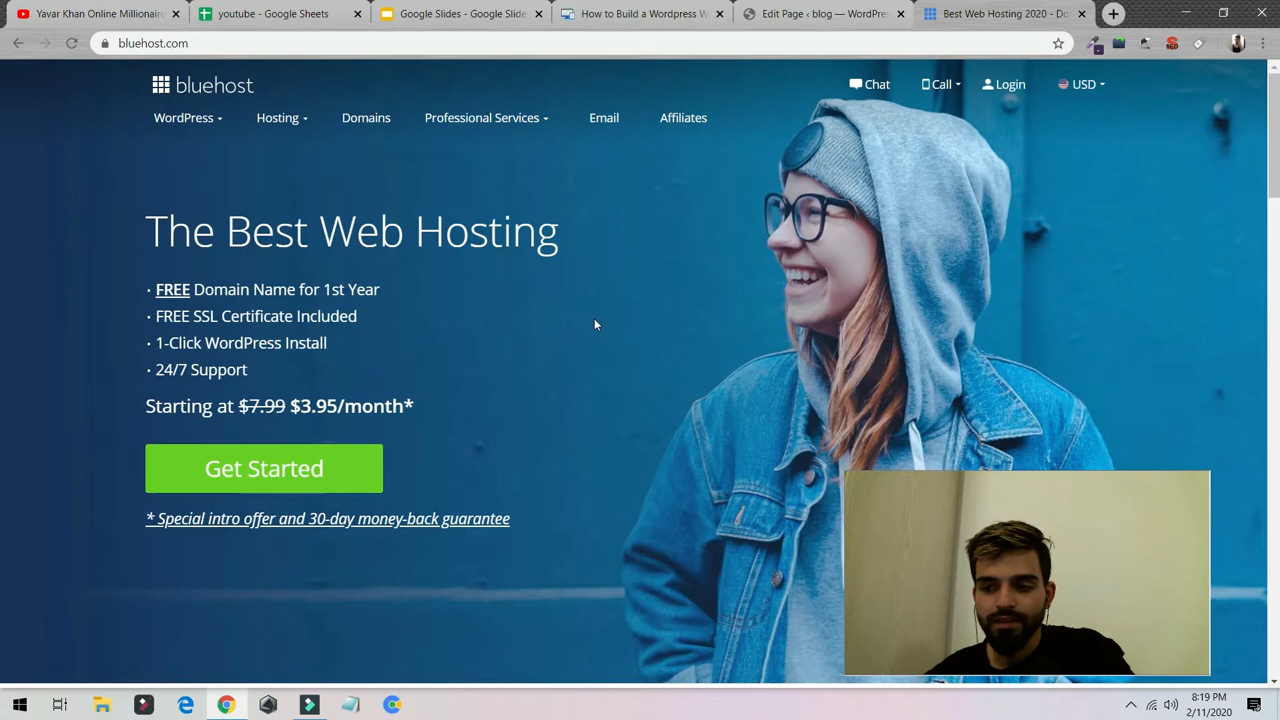 Yavar Khan Online Millionair
youtube - Google Sheets
Google Slides - Google Slide
How to Build a Wordpress W
Edit Page ‹ blog — WordPres
Best Web Hosting 2020 - Do
bluehost.com
bluehost
Chat
Call
Login
USD
WordPress
Hosting
Domains
Professional Services
Email
Affiliates
The Best Web Hosting
· FREE Domain Name for 1st Year
· FREE SSL Certificate Included
· 1-Click WordPress Install
· 24/7 Support
Starting at $7.99 $3.95/month*
Get Started
* Special intro offer and 30-day money-back guarantee
8:19 PM
2/11/2020